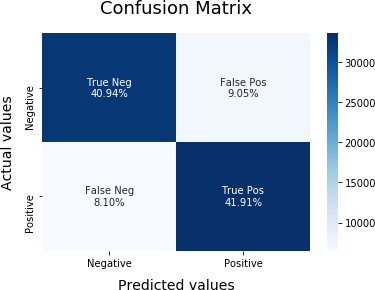 Confusion Matrix
Actual values
Negative
Positive
True Neg
40.94%
False Pos
9.05%
False Neg
8.10%
True Pos
41.91%
Negative
Positive
Predicted values
30000
25000
20000
15000
10000